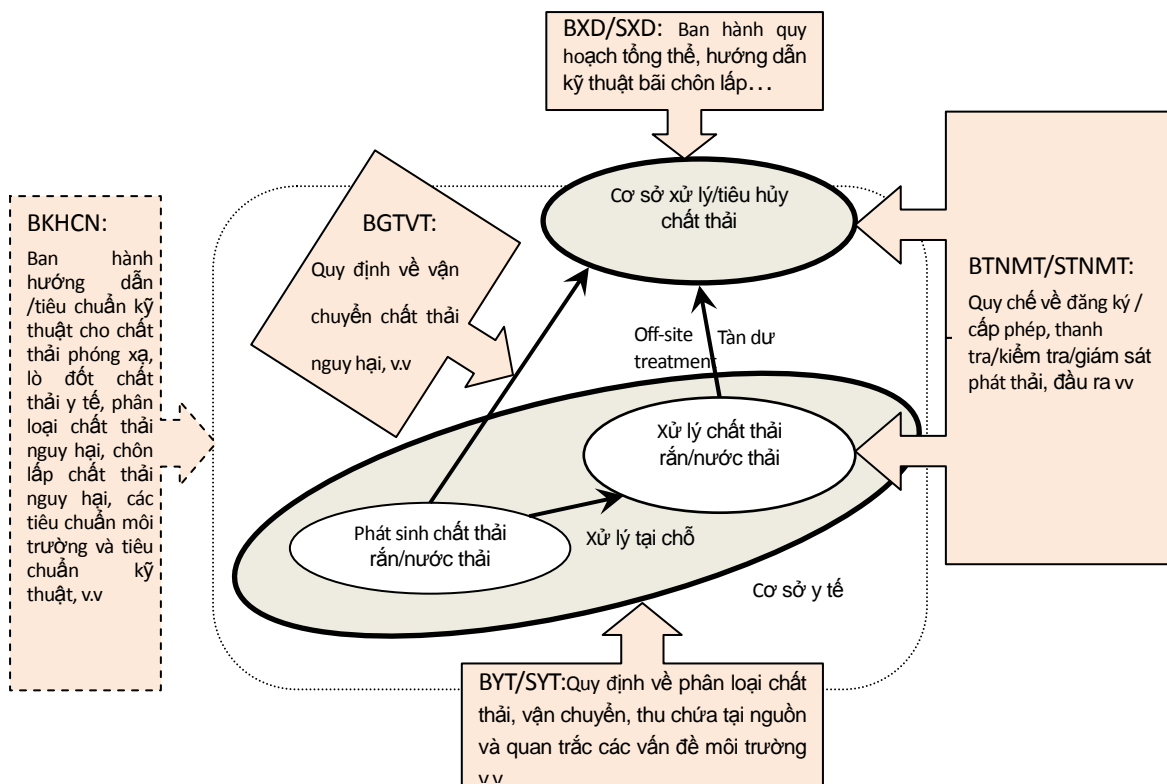 BXD/SXD: Ban hành quy
hoạch tổng thể, hướng dẫn
kỹ thuật bãi chôn lấp…
Cơ sở xử lý/tiêu hủy
chất thải
BKHCN:
Ban hành
hướng dẫn
/tiêu chuẩn kỹ
thuật cho chất
thải phóng xạ,
lò đốt chất
thải y tế, phân
loại chất thải
nguy hại, chôn
lấp chất thải
nguy hại, các
tiêu chuẩn môi
trường và tiêu
chuẩn kỹ
thuật, v.v
BGTVT:
Quy định về vận
chuyển chất thải
nguy hại, v.v
BTNMT/STNMT:
Quy chế về đăng ký /
cấp phép, thanh
tra/kiểm tra/giám sát
phát thải, đầu ra vv
Off-site
treatment
Tàn dư
Xử lý chất thải
rắn/nước thải
Phát sinh chất thải
rắn/nước thải
Xử lý tại chỗ
Cơ sở y tế
BYT/SYT:Quy định về phân loại chất
thải, vận chuyển, thu chứa tại nguồn
và quan trắc các vấn đề môi trường
v.v